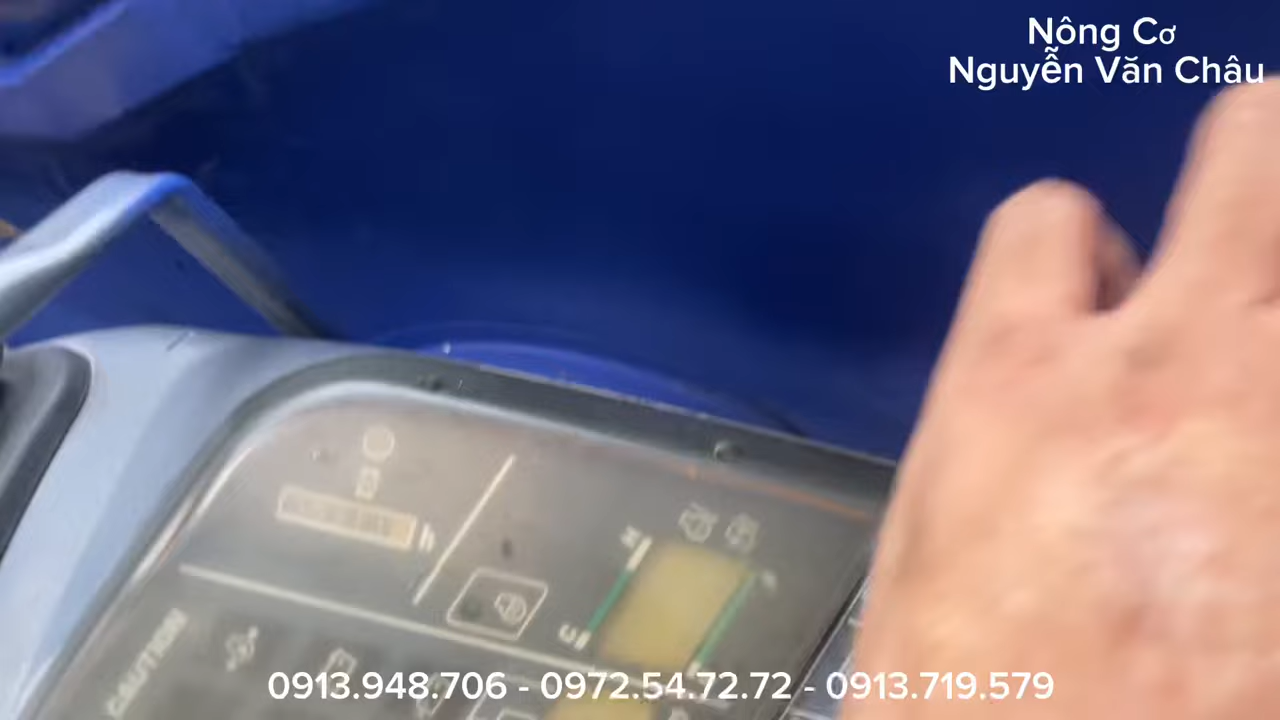 Nông Cơ
Nguyễn Văn Châu
H
C
CAUTION
0913.948.706 - 0972.54.72.72 - 0913.719.579